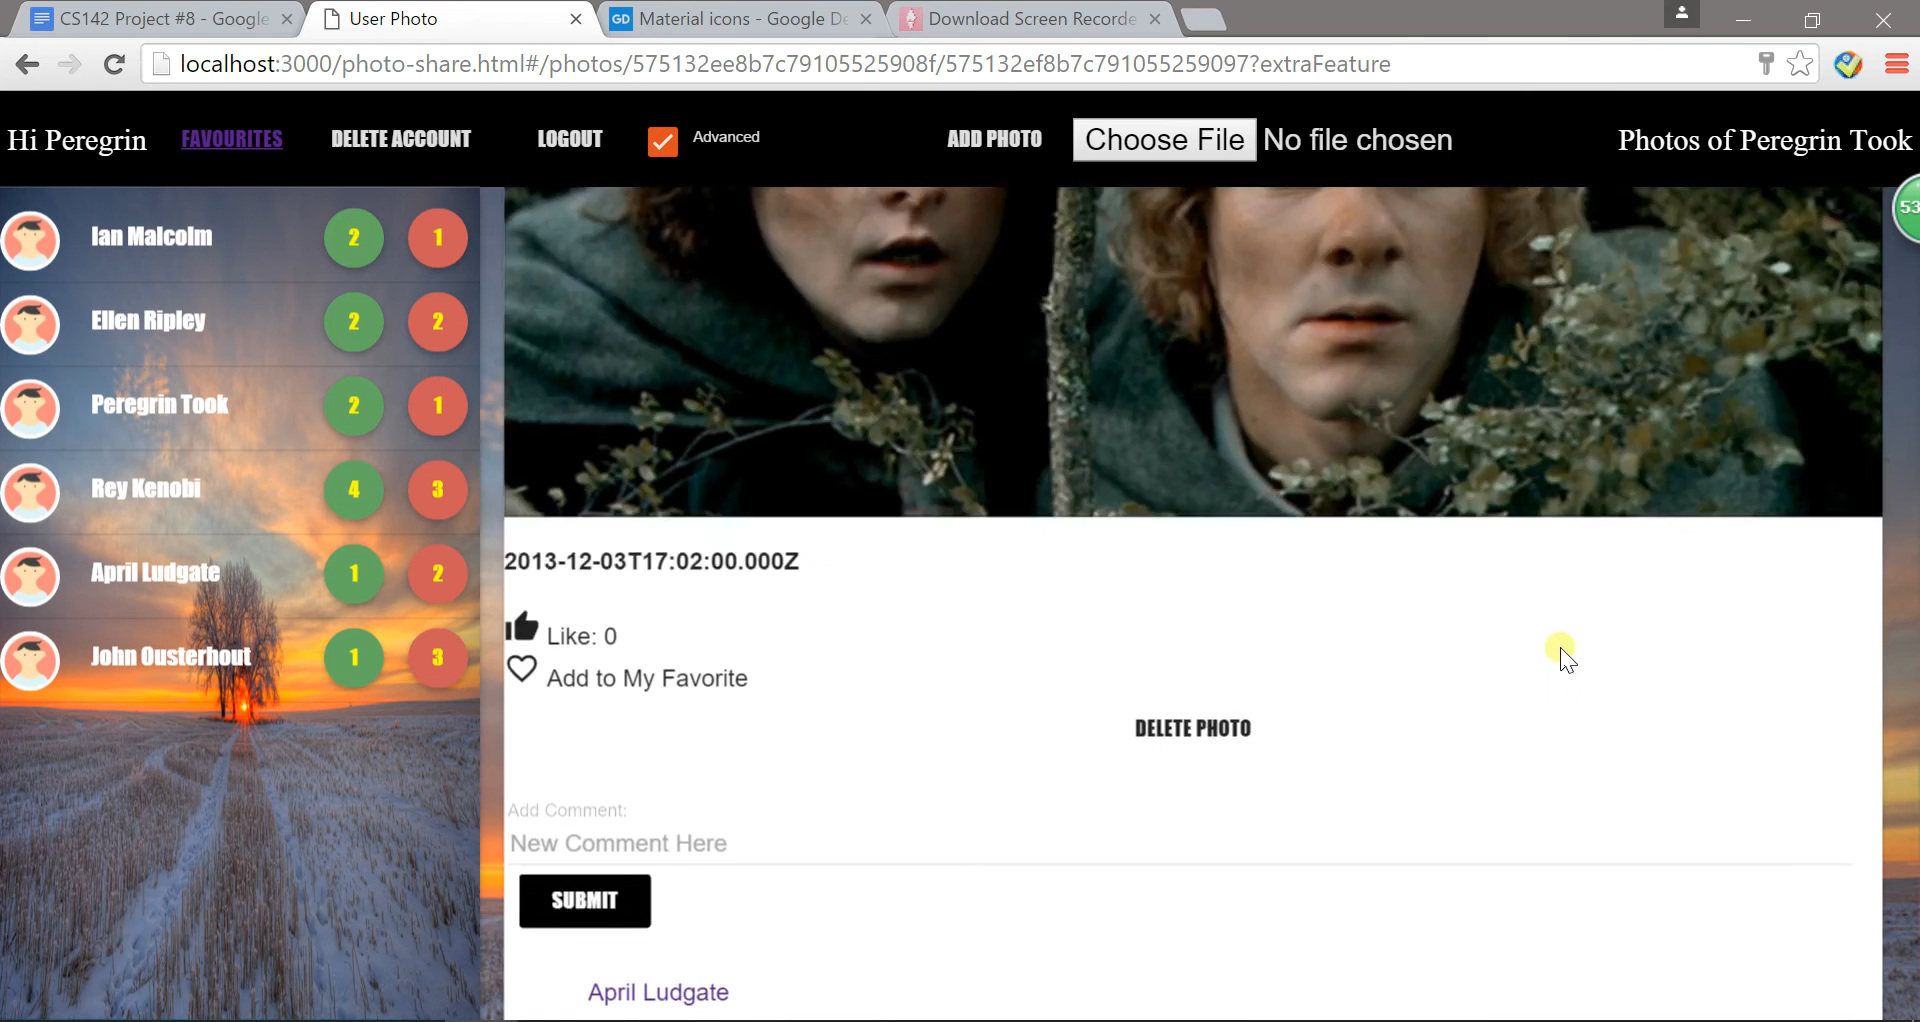 CS142 Project #8 - Google
User Photo
Material icons - Google De
Download Screen Recorde
localhost:3000/photo-share.html#/photos/575132ee8b7c79105525908f/575132ef8b7c791055259097?extraFeature
Hi Peregrin
FAVOURITES
DELETE ACCOUNT
LOGOUT
Advanced
ADD PHOTO
Choose File
No file chosen
Photos of Peregrin Took
53
Ian Malcolm 2 1
Ellen Ripley 2 2
Peregrin Took 2 1
Rey Kenobi 4 3
April Ludgate 1 2
John Ousterhout 1 3
2013-12-03T17:02:00.000Z
Like: 0
Add to My Favorite
DELETE PHOTO
Add Comment:
New Comment Here
SUBMIT
April Ludgate